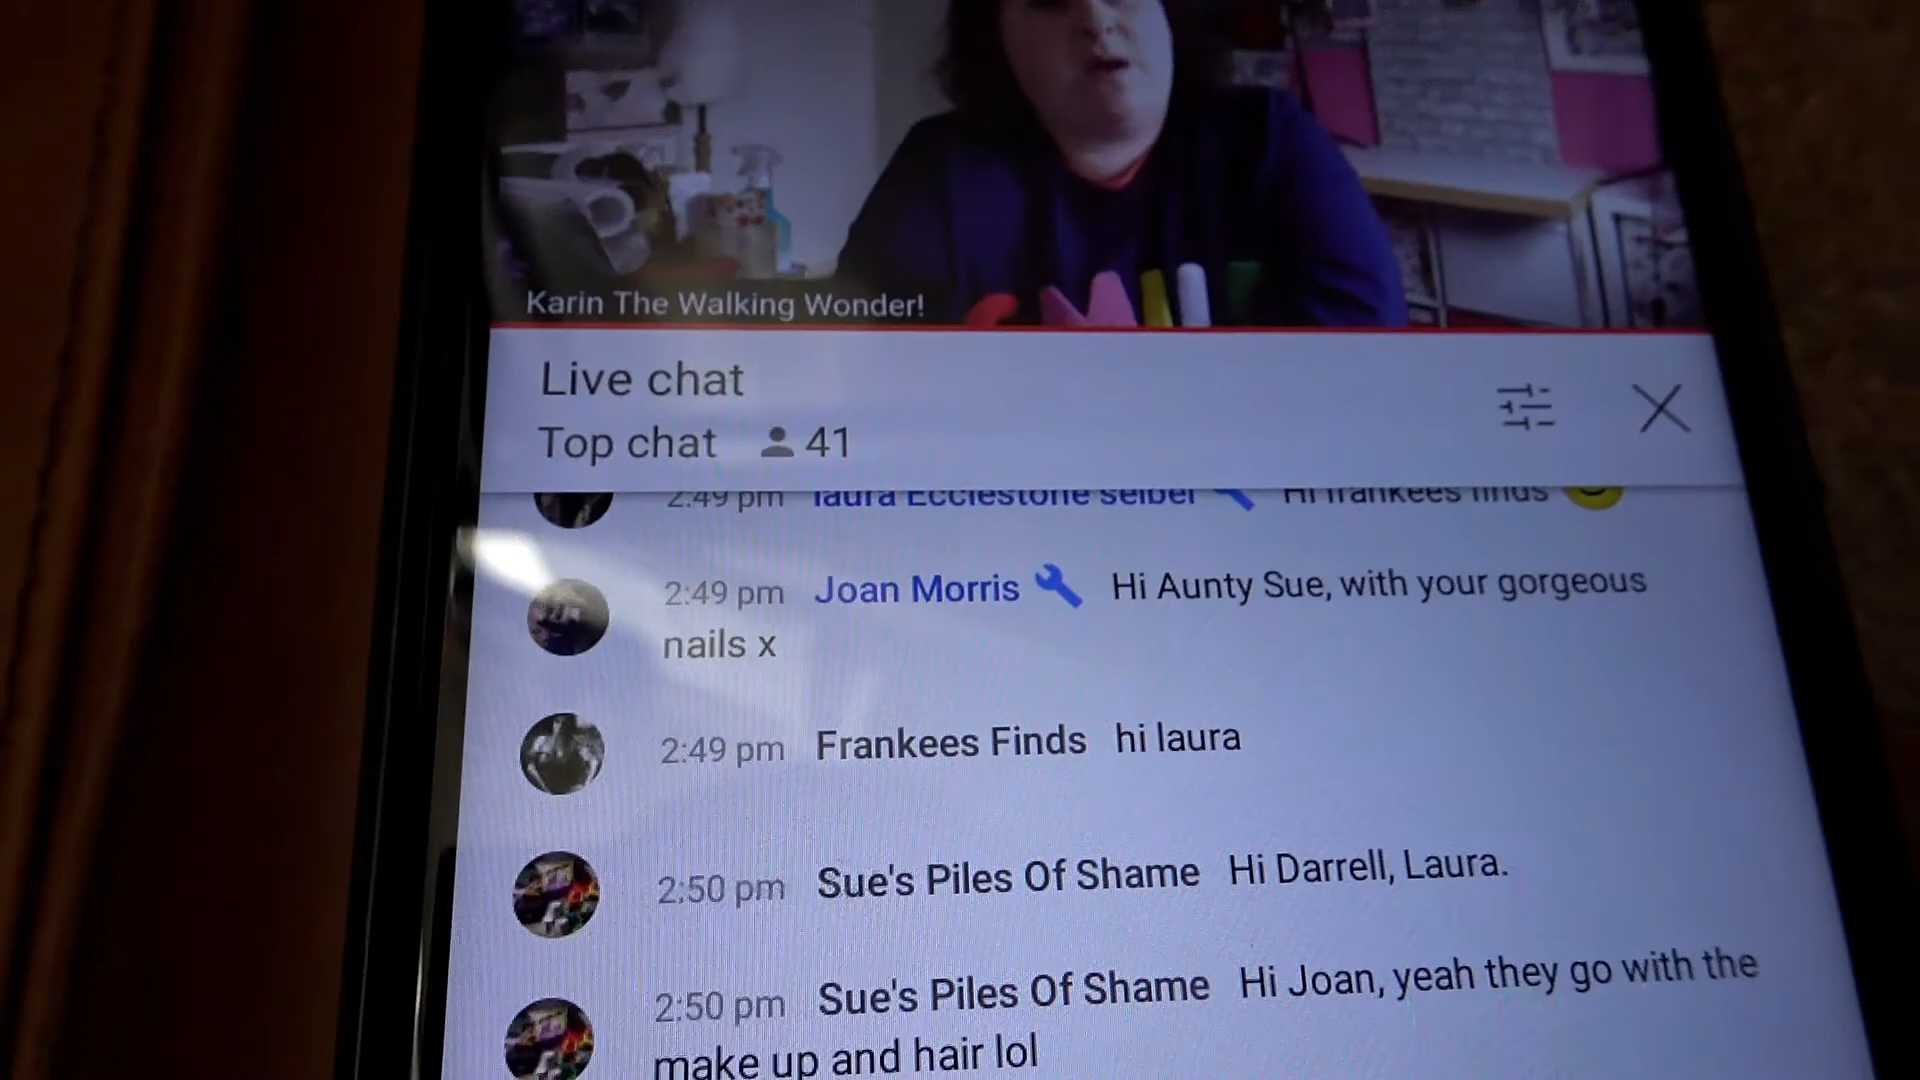 Karin The Walking Wonder!
Live chat
Top chat 41
2:49 pm laura Ecclestone seibel Hi frankees finds
2:49 pm Joan Morris Hi Aunty Sue, with your gorgeous
nails x
2:49 pm Frankees Finds hi laura
2:50 pm Sue's Piles Of Shame Hi Darrell, Laura.
2:50 pm Sue's Piles Of Shame Hi Joan, yeah they go with the
make up and hair lol